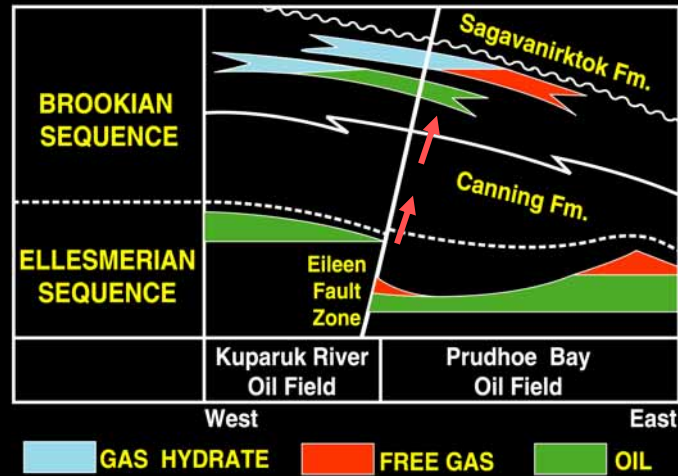 Sagavanirktok Fm.
BROOKIAN
SEQUENCE
Canning Fm.
ELLESMERIAN
SEQUENCE
Eileen
Fault
Zone
Kuparuk River
Oil Field
Prudhoe Bay
Oil Field
West
East
GAS HYDRATE
FREE GAS
OIL